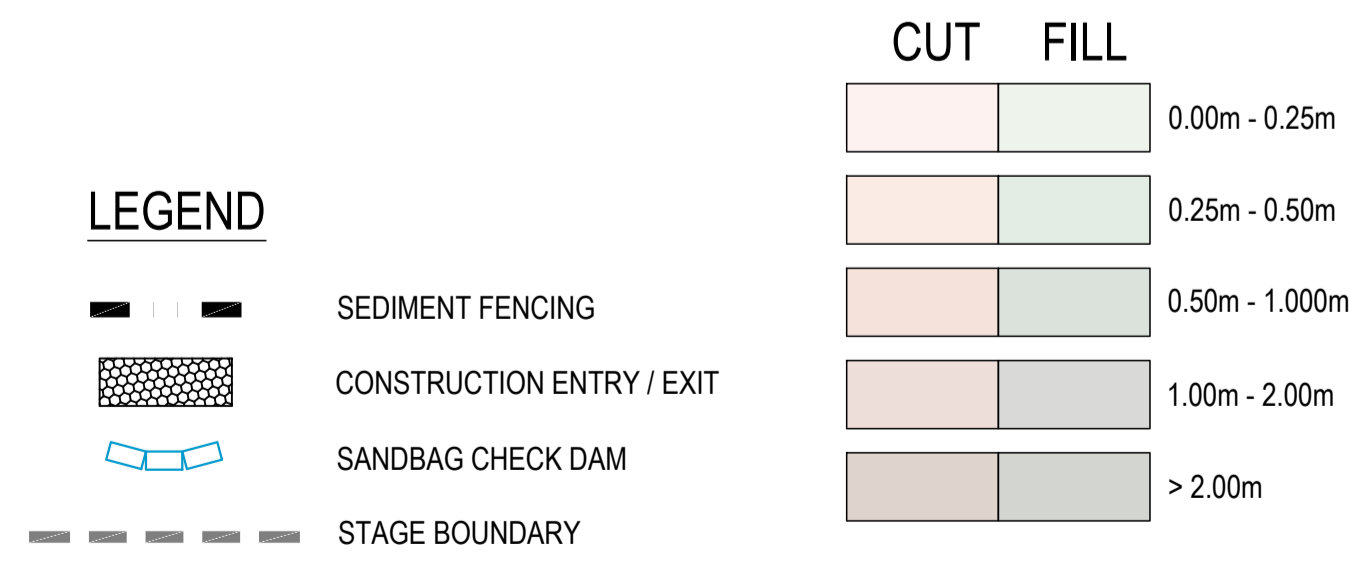 LEGEND
SEDIMENT FENCING
CONSTRUCTION ENTRY / EXIT
SANDBAG CHECK DAM
STAGE BOUNDARY
CUT FILL
0.00m - 0.25m
0.25m - 0.50m
0.50m - 1.000m
1.00m - 2.00m
> 2.00m